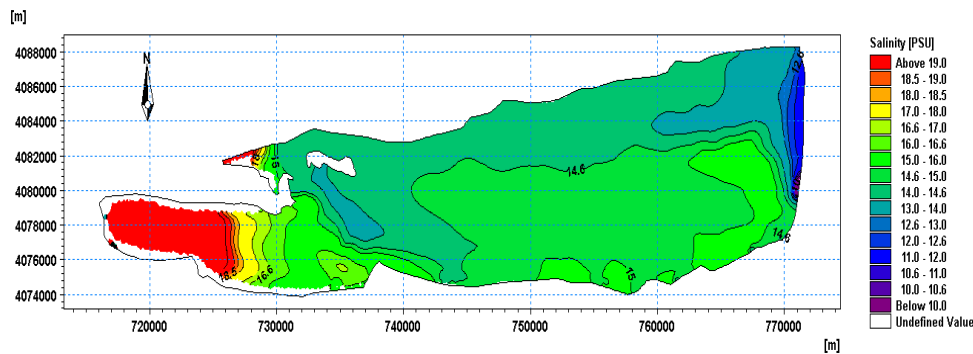 [m]
4088000
4086000
4084000
4082000
4080000
4078000
4076000
4074000
720000
730000
740000
750000
760000
770000
[m]
N
12.6
15
14.6
14.6
18.5
16.6
15
Salinity [PSU]
Above 19.0
18.5 - 19.0
18.0 - 18.5
17.0 - 18.0
16.6 - 17.0
16.0 - 16.6
15.0 - 16.0
14.6 - 15.0
14.0 - 14.6
13.0 - 14.0
12.6 - 13.0
12.0 - 12.6
11.0 - 12.0
10.6 - 11.0
10.0 - 10.6
Below 10.0
Undefined Value